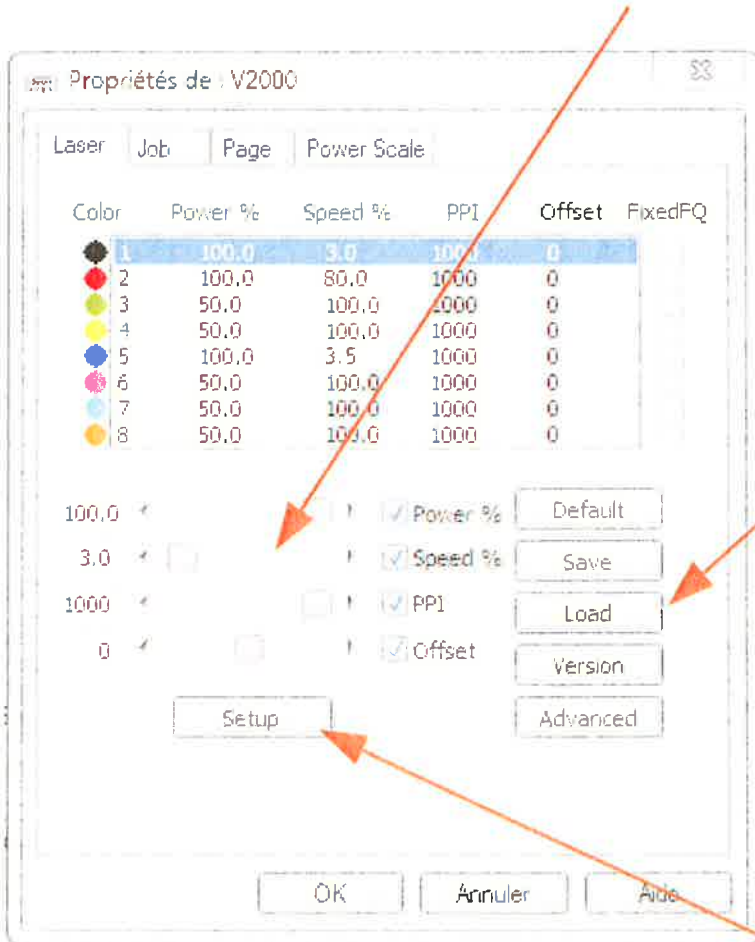 Propriétés de : V2000
Laser Job Page Power Scale
Color Power % Speed % PPI Offset FixedFQ
1 100.0 3.0 1000 0
2 100.0 80.0 1000 0
3 50.0 100.0 1000 0
4 50.0 100.0 1000 0
5 100.0 3.5 1000 0
6 50.0 100.0 1000 0
7 50.0 100.0 1000 0
8 50.0 100.0 1000 0
100.0 Power % Default
3.0 Speed % Save
1000 PPI Load
0 Offset Version
Setup Advanced
OK Annuler Aide